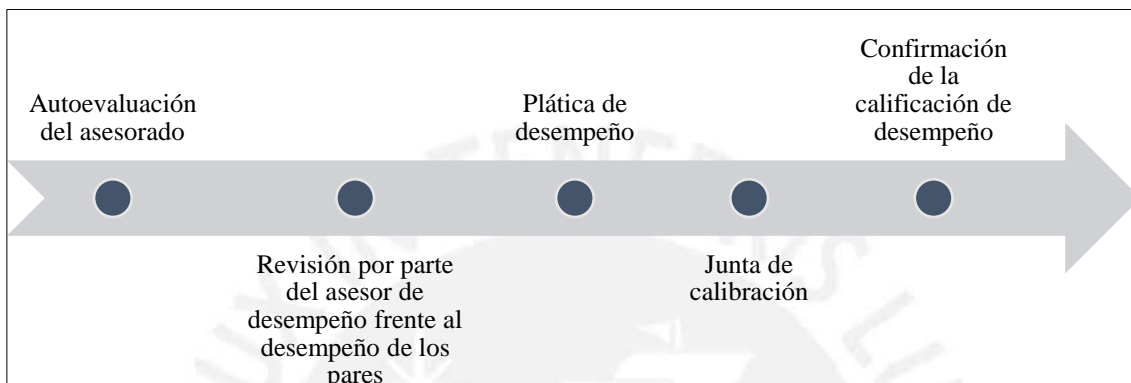 Autoevaluación
del asesorado
Revisión por parte
del asesor de
desempeño frente al
desempeño de los
pares
Plática de
desempeño
Junta de
calibración
Confirmación
de la
calificación de
desempeño